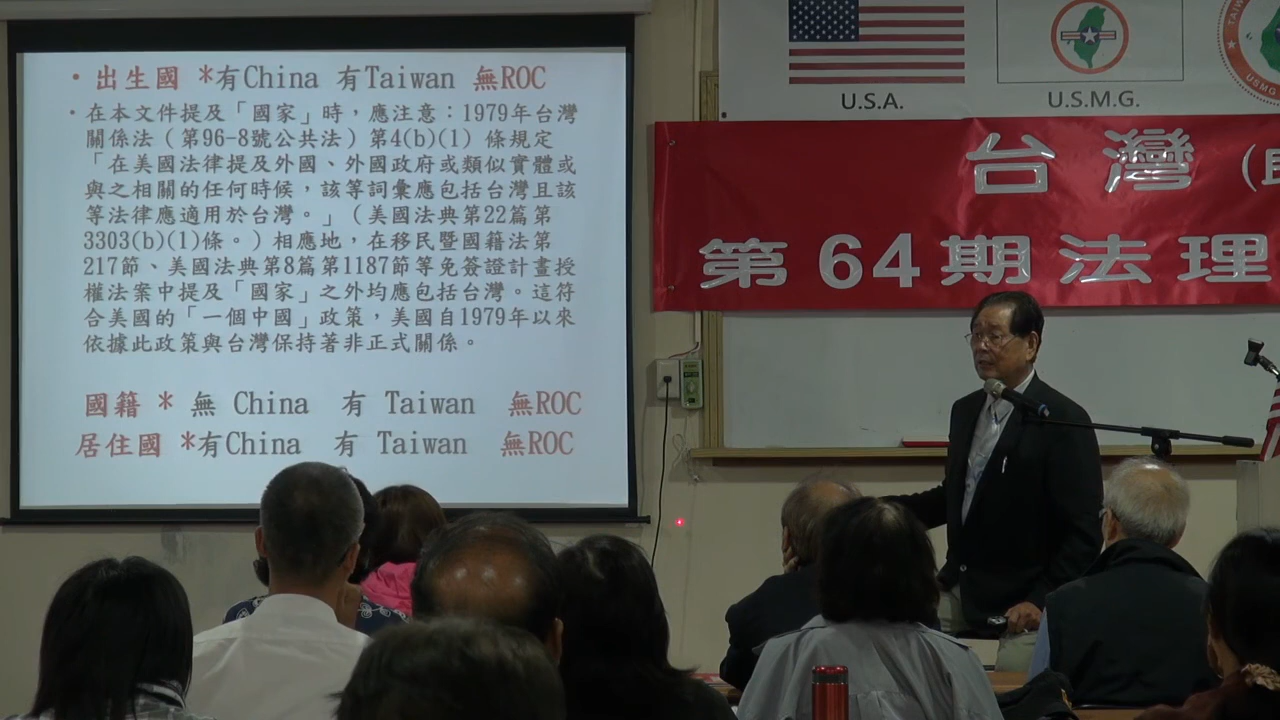 • 出生國 *有China 有Taiwan 無ROC
• 在本文件提及「國家」時，應注意：1979年台灣
關係法（第96-8號公共法）第4(b)(1) 條規定
「在美國法律提及外國、外國政府或類似實體或
與之相關的任何時候，該等詞彙應包括台灣且該
等法律應適用於台灣。」（美國法典第22篇第
3303(b)(1)條。）相應地，在移民暨國籍法第
217節、美國法典第8篇第1187節等免簽證計畫授
權法案中提及「國家」之外均應包括台灣。這符
合美國的「一個中國」政策，美國自1979年以來
依據此政策與台灣保持著非正式關係。
國籍 * 無 China 有 Taiwan 無ROC
居住國 *有China 有 Taiwan 無ROC
U.S.A.
U.S.M.G.
台灣
第64期法理